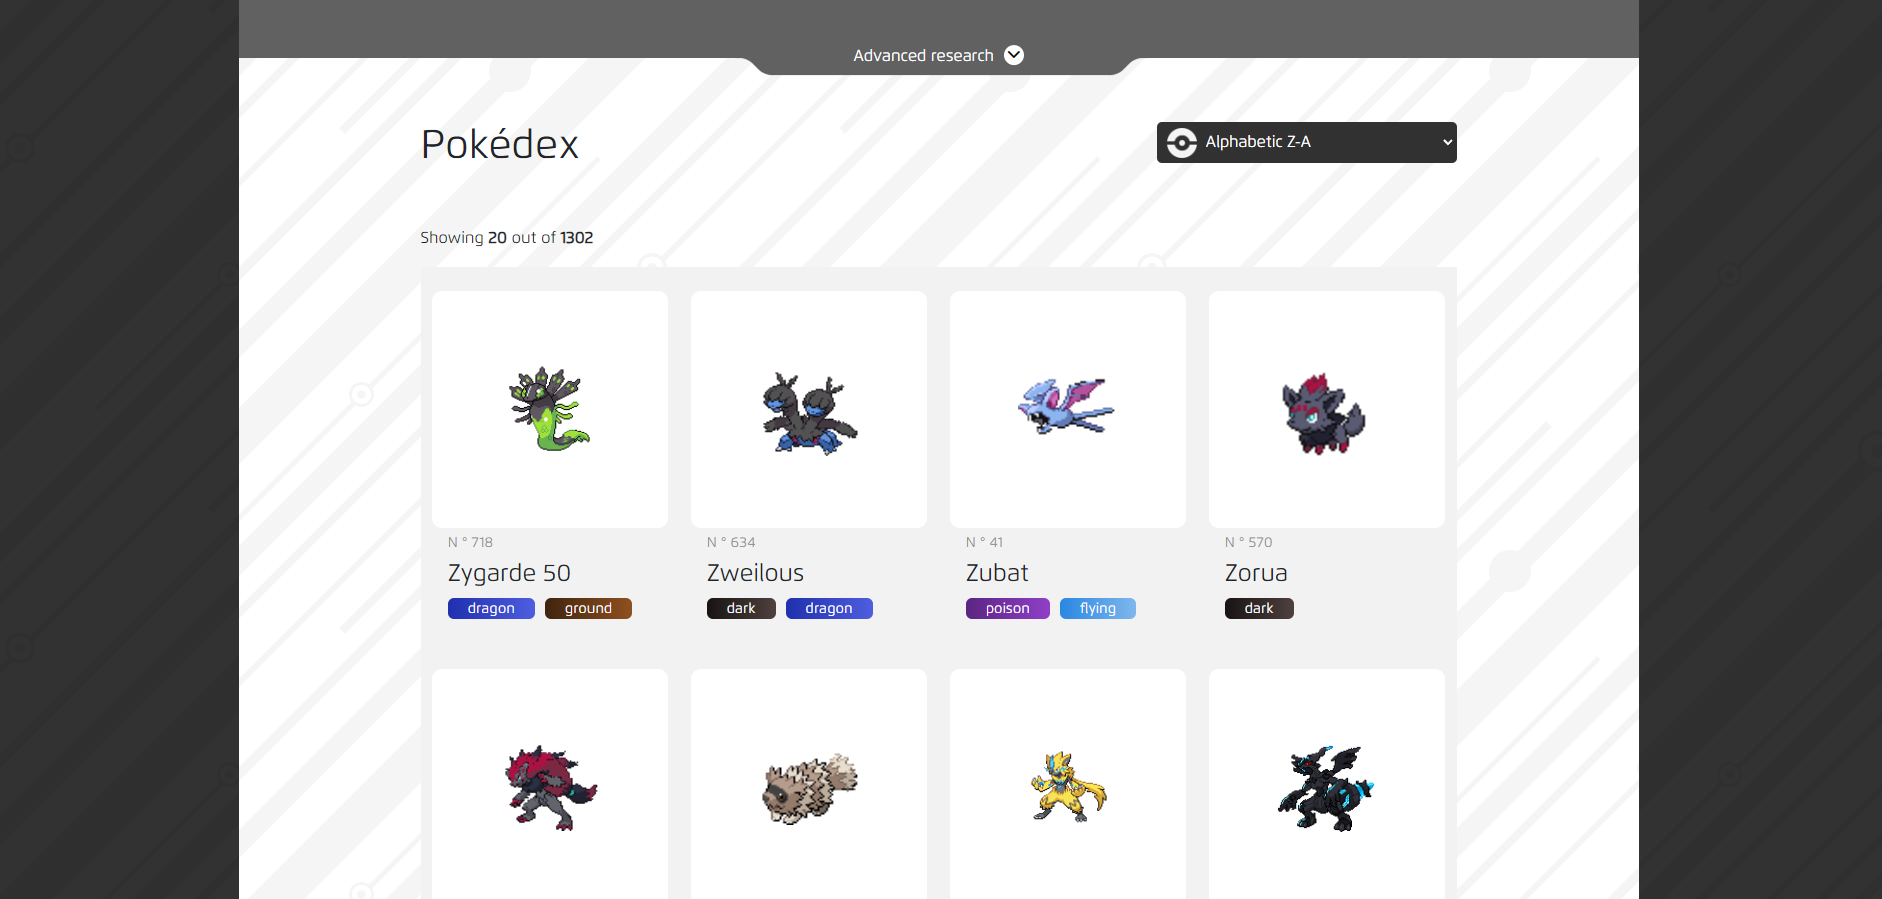 Advanced research
Pokédex
Alphabetic Z-A
Showing 20 out of 1302
N ° 718
Zygarde 50
dragon ground
N ° 634
Zweilous
dark dragon
N ° 41
Zubat
poison flying
N ° 570
Zorua
dark